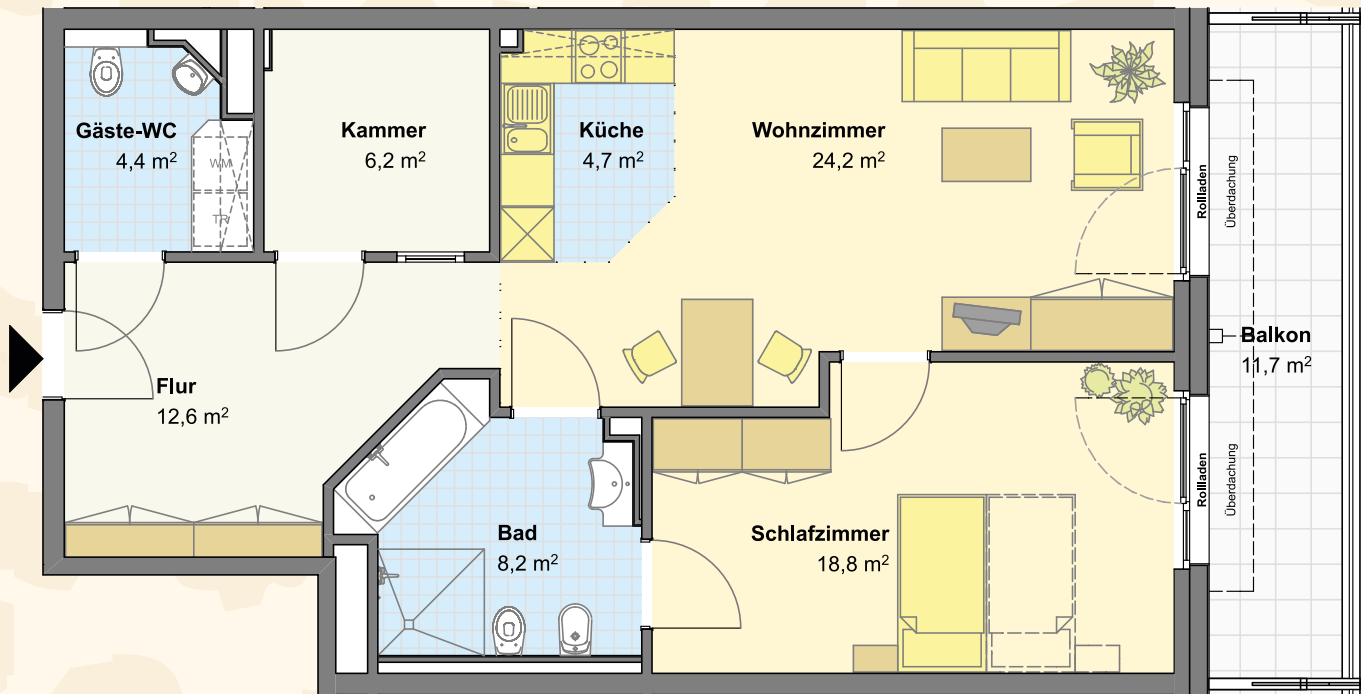 Gäste-WC
4,4 m²
WM
TR
Kammer
6,2 m²
Küche
4,7 m²
Wohnzimmer
24,2 m²
Rollladen
Überdachung
Balkon
11,7 m²
Flur
12,6 m²
Bad
8,2 m²
Schlafzimmer
18,8 m²
Rollladen
Überdachung